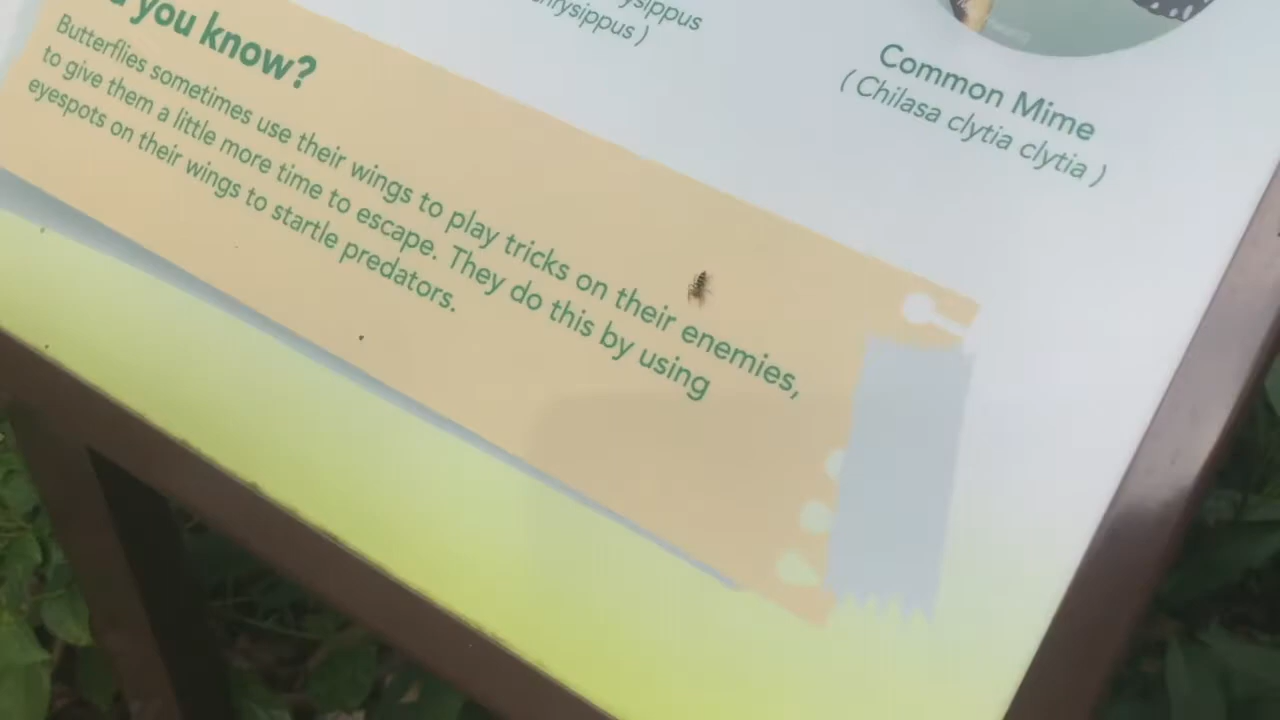 you know?
Butterflies sometimes use their wings to play tricks on their enemies,
to give them a little more time to escape. They do this by using
eyespots on their wings to startle predators.
Common Mime
( Chilasa clytia clytia )